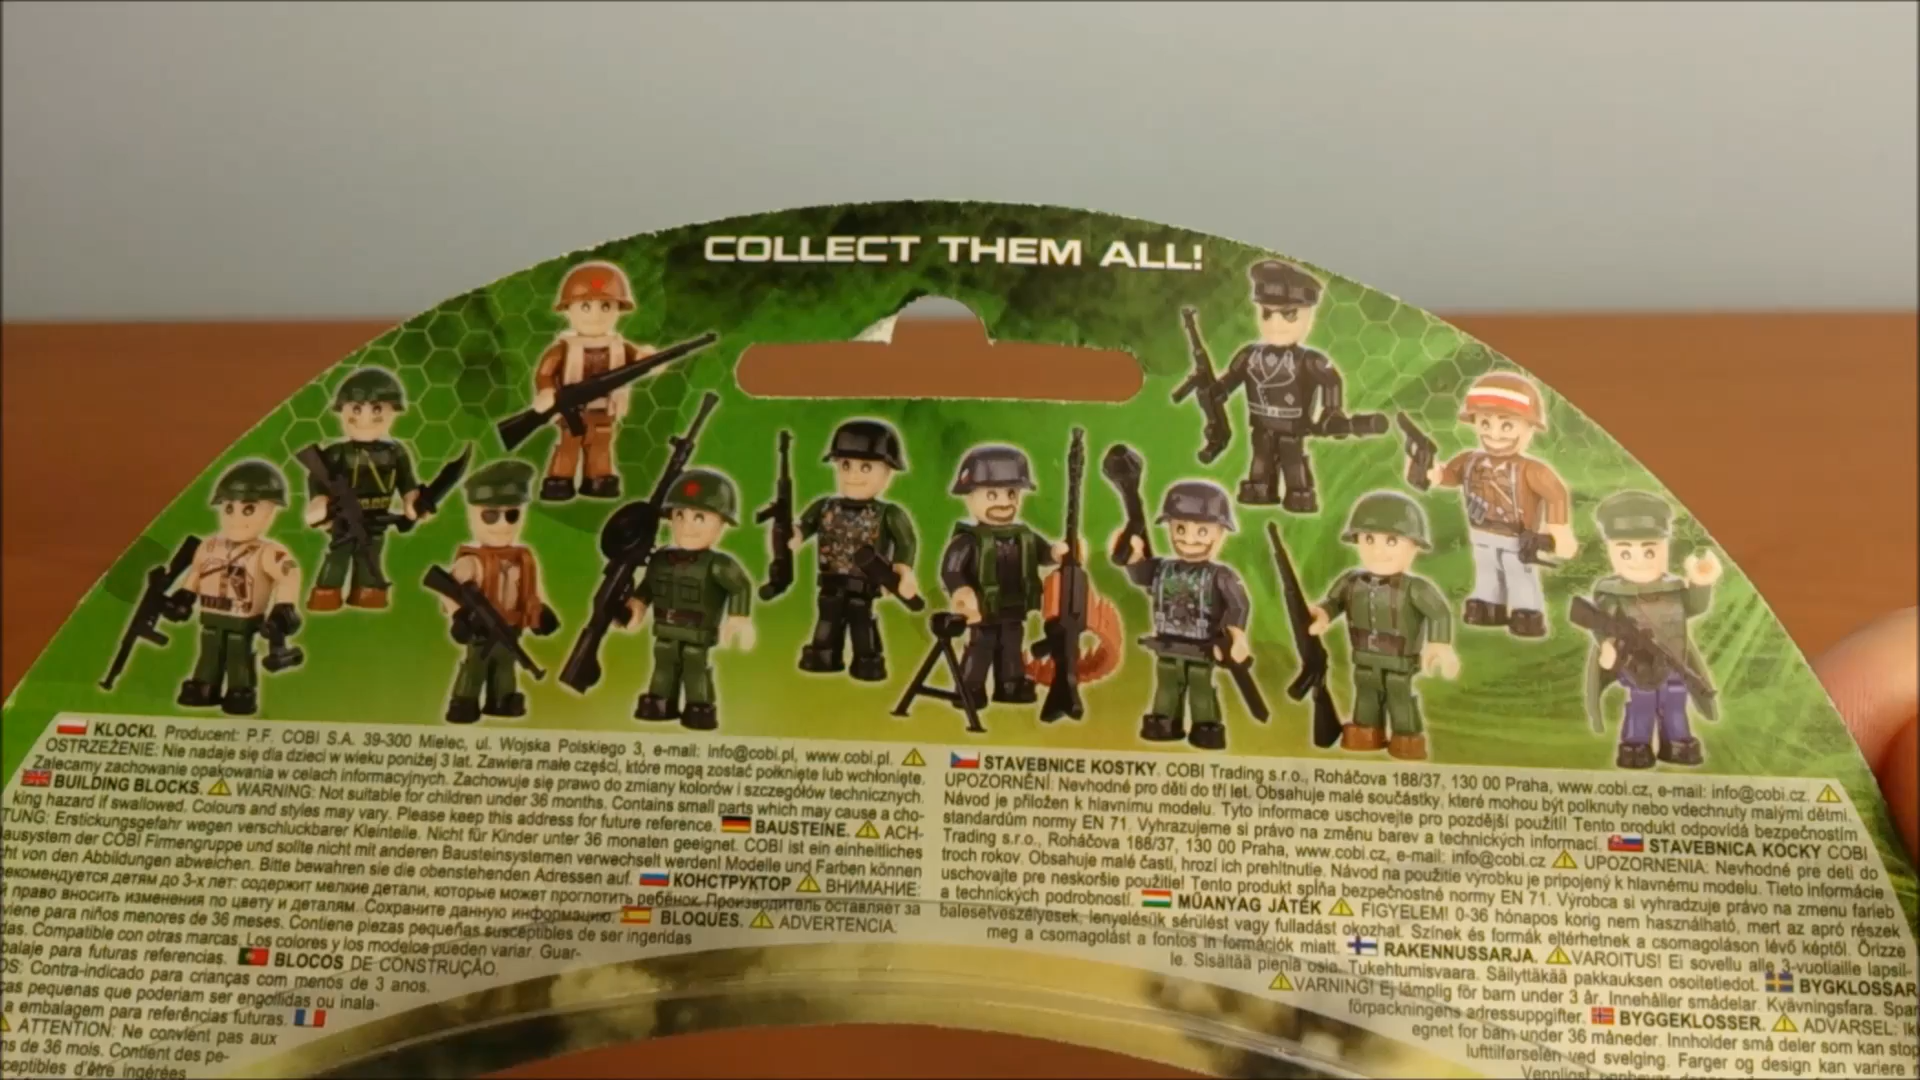 COLLECT THEM ALL!
KLOCKI. Producent: P.F. COBI S.A. 39-300 Mielec, ul. Wojska Polskiego 3, e-mail: info@cobi.pl, www.cobi.pl.
OSTRZEŻENIE: Nie nadaje się dla dzieci w wieku poniżej 3 lat. Zawiera małe części, które mogą zostać połknięte lub wchłonięte.
Zalecamy zachowanie opakowania w celach informacyjnych. Zachowuje się prawo do zmiany kolorów i szczegółów technicznych.
BUILDING BLOCKS. WARNING: Not suitable for children under 36 months. Contains small parts which may cause a cho-
king hazard if swallowed. Colours and styles may vary. Please keep this address for future reference. BAUSTEINE. ACH-
TUNG: Erstickungsgefahr wegen verschluckbarer Kleinteile. Nicht für Kinder unter 36 monaten geeignet. COBI ist ein einheitliches
ausystem der COBI Firmengruppe und sollte nicht mit anderen Bausteinsystemen verwechselt werden! Modelle und Farben können
ht von den Abbildungen abweichen. Bitte bewahren sie die obenstehenden Adressen auf. КОНСТРУКТОР ВНИМАНИЕ:
екомендуется детям до 3-х лет: содержит мелкие детали, которые может проглотить ребёнок. Производитель оставляет за
й право вносить изменения по цвету и деталям. Сохраните данную информацию. BLOQUES. ADVERTENCIA:
viene para niños menores de 36 meses. Contiene piezas pequeñas susceptibles de ser ingeridas
das. Compatible con otras marcas. Los colores y los modelos pueden variar. Guar-
balaje para futuras referencias. BLOCOS DE CONSTRUÇÃO.
OS: Contra-indicado para crianças com menos de 3 anos.
ças pequenas que poderiam ser engolidas ou inala-
a embalagem para referências futuras.
ATTENTION: Ne convient pas aux
ns de 36 mois. Contient des pe-
ceptibles d'être ingérées
STAVEBNICE KOSTKY. COBI Trading s.r.o., Roháčova 188/37, 130 00 Praha, www.cobi.cz, e-mail: info@cobi.cz.
UPOZORNĚNÍ: Nevhodné pro děti do tří let. Obsahuje malé součástky, které mohou být polknuty nebo vdechnuty malými dětmi.
Návod je přiložen k hlavnímu modelu. Tyto informace uschovejte pro pozdější použití! Tento produkt odpovídá bezpečnostím
standardům normy EN 71. Vyhrazujeme si právo na změnu barev a technických informací. STAVEBNICA KOCKY COBI
Trading s.r.o., Roháčova 188/37, 130 00 Praha, www.cobi.cz, e-mail: info@cobi.cz UPOZORNENIA: Nevhodné pre deti do
troch rokov. Obsahuje malé časti, hrozí ich prehltnutie. Návod na použitie výrobku je pripojený k hlavnému modelu. Tieto informácie
uschovajte pre neskoršie použitie! Tento produkt spĺňa bezpečnostné normy EN 71. Výrobca si vyhradzuje právo na zmenu farieb
a technických podrobností. MŰANYAG JÁTÉK FIGYELEM! 0-36 hónapos korig nem használható, mert az apró részek
balesetveszélyesek, lenyelésük sérülést vagy fulladást okozhat. Színek és formák eltérhetnek a csomagoláson lévő képtől. Őrizze
meg a csomagolást a fontos információk miatt. RAKENNUSSARJA. VAROITUS! Ei sovellu alle 3-vuotiaille lapsil-
le. Sisältää pieniä osia. Tukehtumisvaara. Säilyttäkää pakkauksen osoitetiedot. BYGKLOSSAR
VARNING! Ej lämplig för barn under 3 år. Innehåller smådelar. Kvävningsfara. Spar
förpackningens adressuppgifter. BYGGEKLOSSER. ADVARSEL: Ik
egnet for barn under 36 måneder. Innholder små deler som kan stop
lufttilførselen ved svelging. Farger og design kan variere